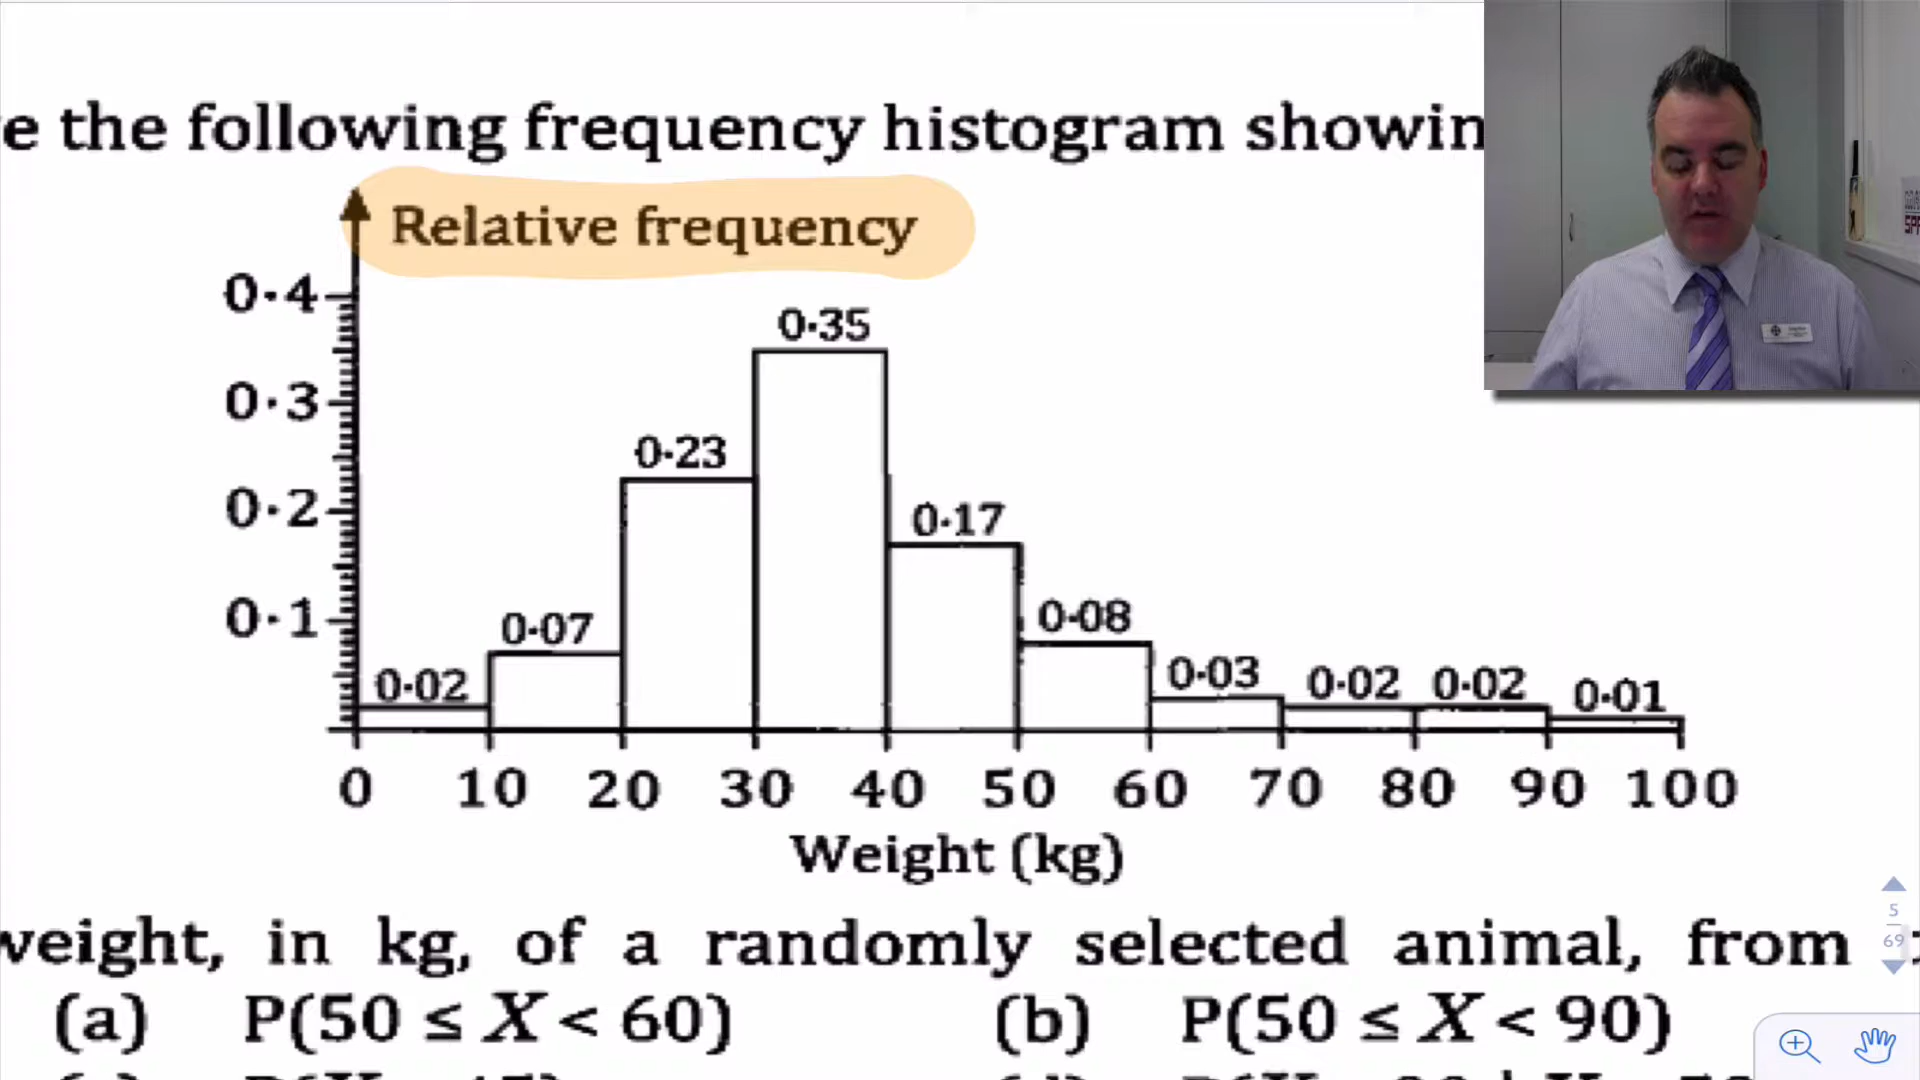 e the following frequency histogram showin
Relative frequency
0·4
0·35
0·3
0·23
0·2
0·17
0·1
0·08
0·07
0·03
0·02
0·02
0·02
0·01
0 10 20 30 40 50 60 70 80 90 100
Weight (kg)
weight, in kg, of a randomly selected animal, from
(a) P(50 ≤ X < 60) (b) P(50 ≤ X < 90)
5
69